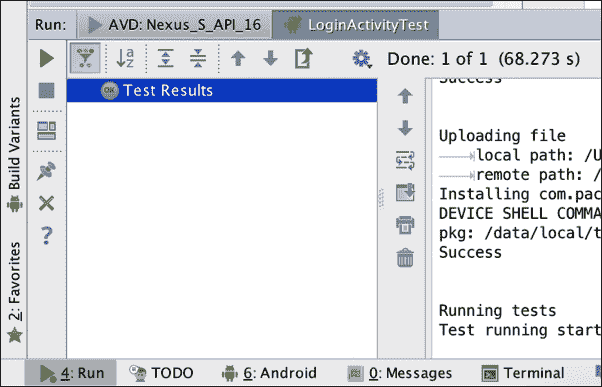 Run: AVD: Nexus_S_API_16 LoginActivityTest
Done: 1 of 1 (68.273 s)
OK Test Results
Success
Uploading file
local path: /U
remote path: /
Installing com.pac
DEVICE SHELL COMMA
pkg: /data/local/t
Success
Running tests
Test running start
Build Variants
2: Favorites
4: Run TODO 6: Android 0: Messages Terminal